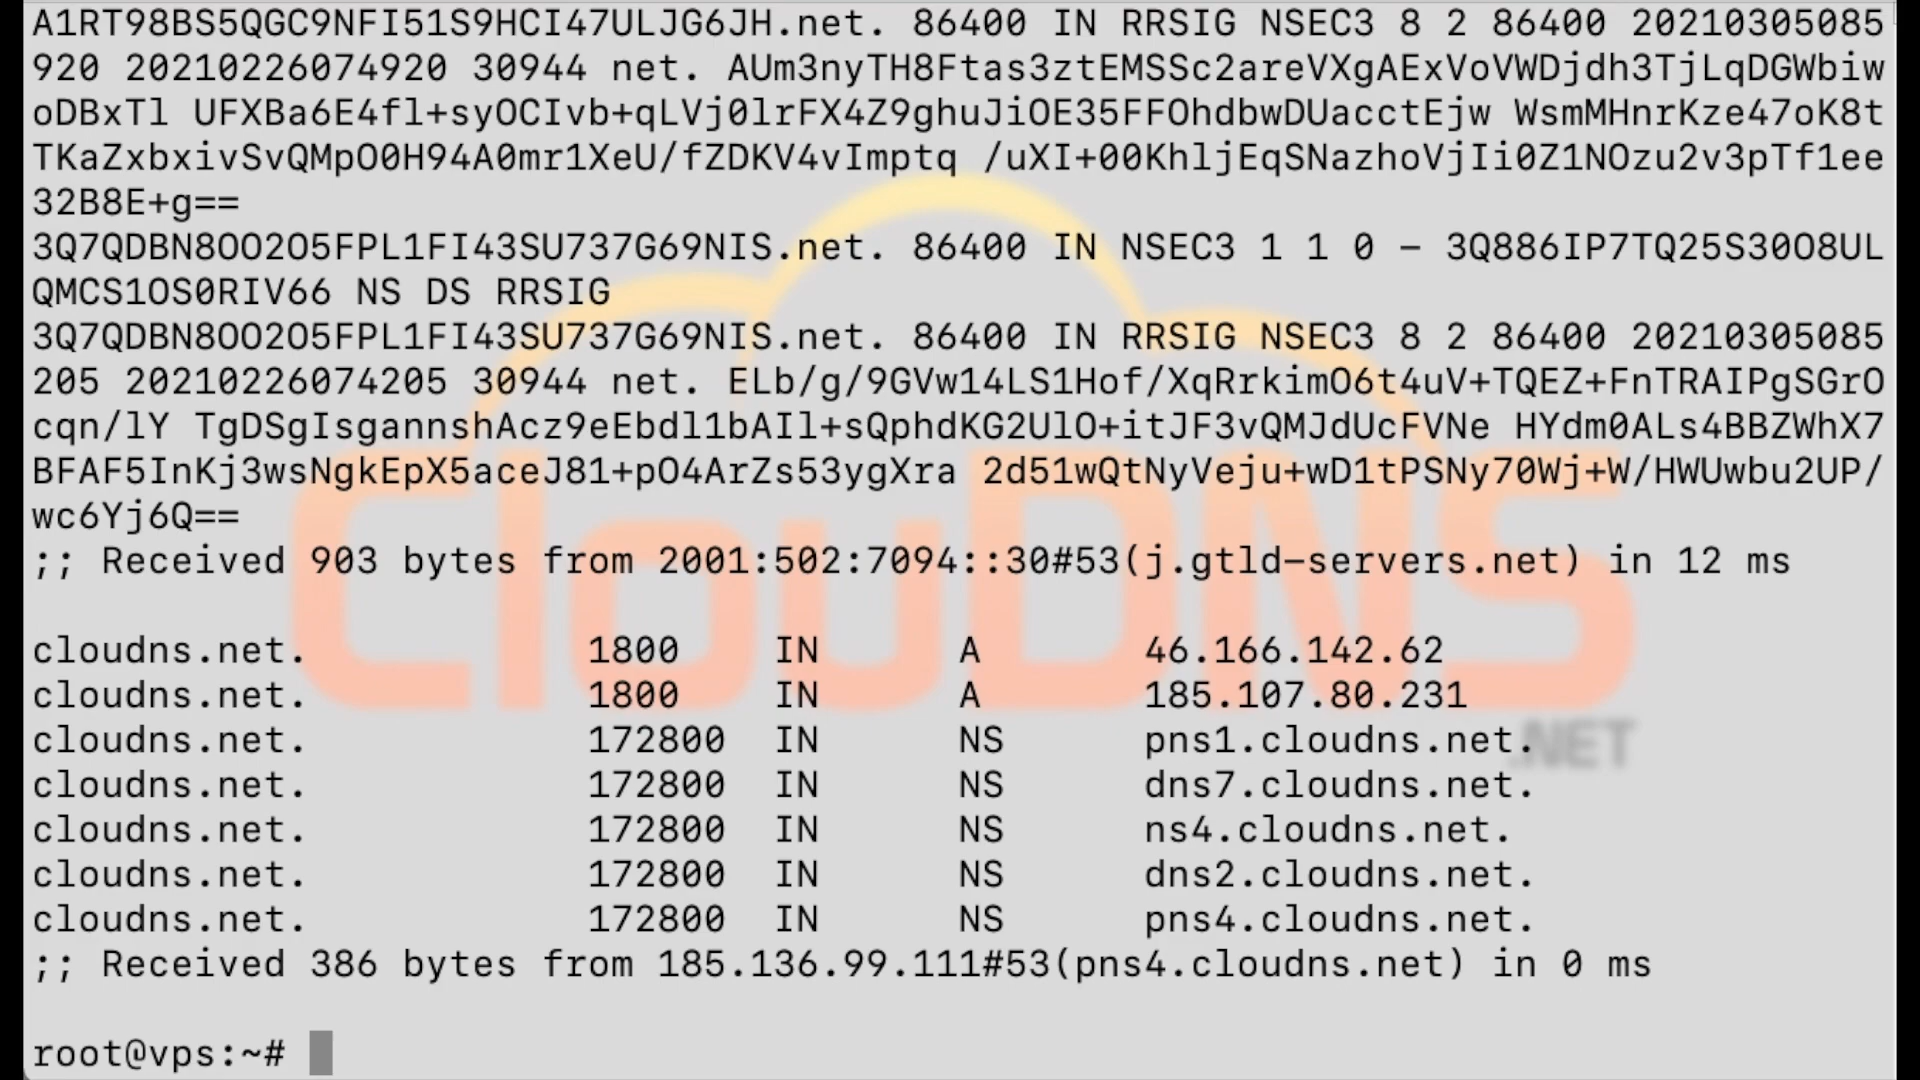 A1RT98BS5QGC9NFI51S9HCI47ULJG6JH.net. 86400 IN RRSIG NSEC3 8 2 86400 20210305085
920 20210226074920 30944 net. AUm3nyTH8Ftas3ztEMSSc2areVXgAExVoVWDjdh3TjLqDGWbiw
oDBxTl UFXBa6E4fl+syOCIvb+qLVj0lrFX4Z9ghuJiOE35FFOhdbwDUacctEjw WsmMHnrKze47oK8t
TKaZxbxivSvQMpO0H94A0mr1XeU/fZDKV4vImptq /uXI+00KhljEqSNazhoVjIi0Z1NOzu2v3pTf1ee
32B8E+g==
3Q7QDBN8OO2O5FPL1FI43SU737G69NIS.net. 86400 IN NSEC3 1 1 0 – 3Q886IP7TQ25S30O8UL
QMCS1OS0RIV66 NS DS RRSIG
3Q7QDBN8OO2O5FPL1FI43SU737G69NIS.net. 86400 IN RRSIG NSEC3 8 2 86400 20210305085
205 20210226074205 30944 net. ELb/g/9GVw14LS1Hof/XqRrkimO6t4uV+TQEZ+FnTRAIPgSGrO
cqn/lY TgDSgIsgannshAcz9eEbdl1bAIl+sQphdKG2UlO+itJF3vQMJdUcFVNe HYdm0ALs4BBZWhX7
BFAF5InKj3wsNgkEpX5aceJ81+pO4ArZs53ygXra 2d51wQtNyVeju+wD1tPSNy70Wj+W/HWUwbu2UP/
wc6Yj6Q==
;; Received 903 bytes from 2001:502:7094::30#53(j.gtld–servers.net) in 12 ms
cloudns.net. 1800 IN A 46.166.142.62
cloudns.net. 1800 IN A 185.107.80.231
cloudns.net. 172800 IN NS pns1.cloudns.net.
cloudns.net. 172800 IN NS dns7.cloudns.net.
cloudns.net. 172800 IN NS ns4.cloudns.net.
cloudns.net. 172800 IN NS dns2.cloudns.net.
cloudns.net. 172800 IN NS pns4.cloudns.net.
;; Received 386 bytes from 185.136.99.111#53(pns4.cloudns.net) in 0 ms
root@vps:~#
ClouDNS
.NET